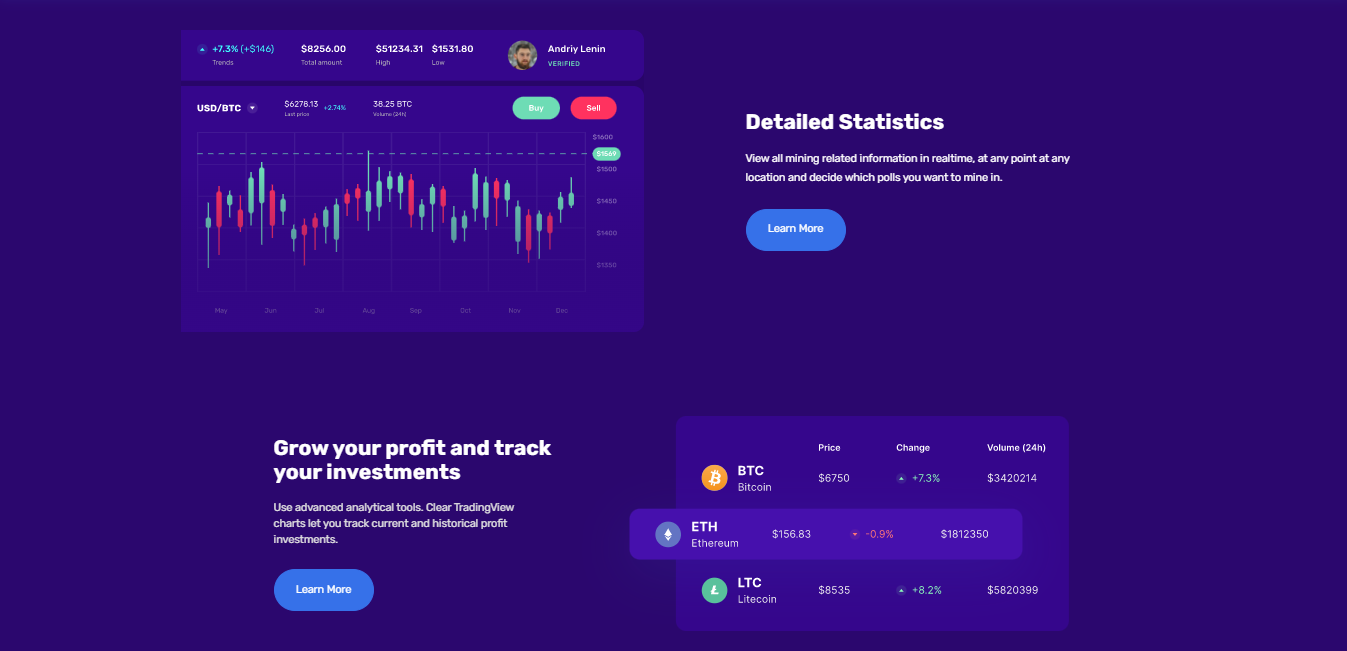 +7.3% (+$146) $8256.00 $51234.31 $1531.80 Andriy Lenin
Trends Total amount High Low VERIFIED
USD/BTC $6278.13 +2.74% 38.25 BTC Buy Sell
Last price Volume (24h)
$1600
$1569
$1500
$1450
$1400
$1350
May Jun Jul Aug Sep Oct Nov Dec
Detailed Statistics
View all mining related information in realtime, at any point at any
location and decide which polls you want to mine in.
Learn More
Grow your profit and track
your investments
Use advanced analytical tools. Clear TradingView
charts let you track current and historical profit
investments.
Learn More
Price Change Volume (24h)
BTC
Bitcoin $6750 +7.3% $3420214
ETH
Ethereum $156.83 -0.9% $1812350
LTC
Litecoin $8535 +8.2% $5820399